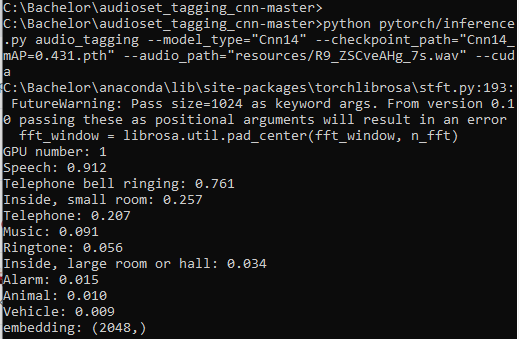 C:\Bachelor\audioset_tagging_cnn-master>
C:\Bachelor\audioset_tagging_cnn-master>python pytorch/inference
.py audio_tagging --model_type="Cnn14" --checkpoint_path="Cnn14_
mAP=0.431.pth" --audio_path="resources/R9_ZSCveAHg_7s.wav" --cud
a
C:\Bachelor\anaconda\lib\site-packages\torchlibrosa\stft.py:193:
 FutureWarning: Pass size=1024 as keyword args. From version 0.1
0 passing these as positional arguments will result in an error
  fft_window = librosa.util.pad_center(fft_window, n_fft)
GPU number: 1
Speech: 0.912
Telephone bell ringing: 0.761
Inside, small room: 0.257
Telephone: 0.207
Music: 0.091
Ringtone: 0.056
Inside, large room or hall: 0.034
Alarm: 0.015
Animal: 0.010
Vehicle: 0.009
embedding: (2048,)